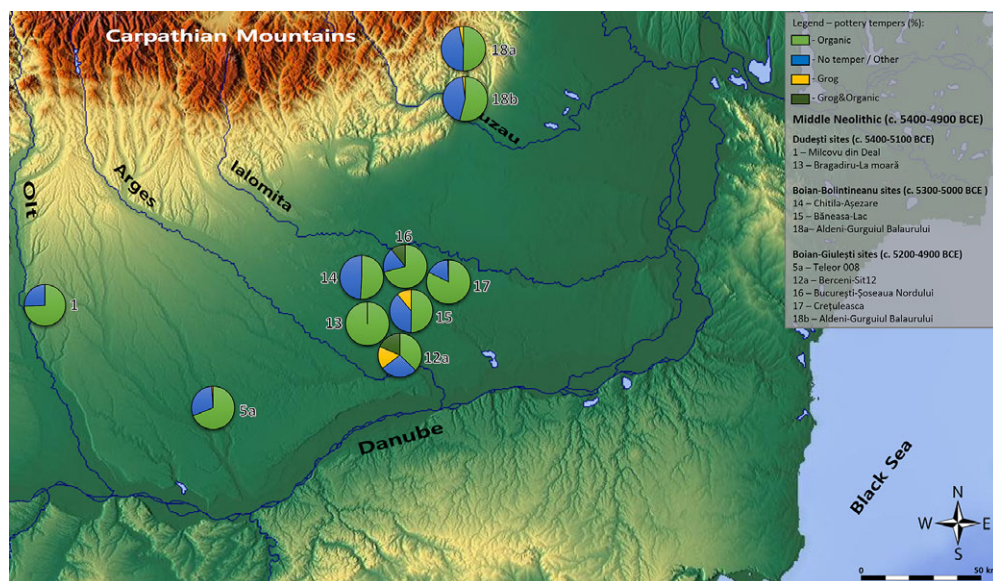 Carpathian Mountains
Olt
Arges
Ialomita
uzau
Danube
Black Sea
18a
18b
16
14
17
1
13
15
12a
5a
N
W E
S
0 50 km
Legend – pottery tempers (%):
- Organic
- No temper / Other
- Grog
- Grog&Organic
Middle Neolithic (c. 5400-4900 BCE)
Dudești sites (c. 5400-5100 BCE)
1 – Milcovu din Deal
13 – Bragadiru-La moară
Boian-Bolintineanu sites (c. 5300-5000 BCE )
14 – Chitila-Așezare
15 – Băneasa-Lac
18a– Aldeni-Gurguiul Balaurului
Boian-Giulești sites (c. 5200-4900 BCE)
5a – Teleor 008
12a – Berceni-Sit12
16 – București-Șoseaua Nordului
17 – Crețuleasca
18b – Aldeni-Gurguiul Balaurului